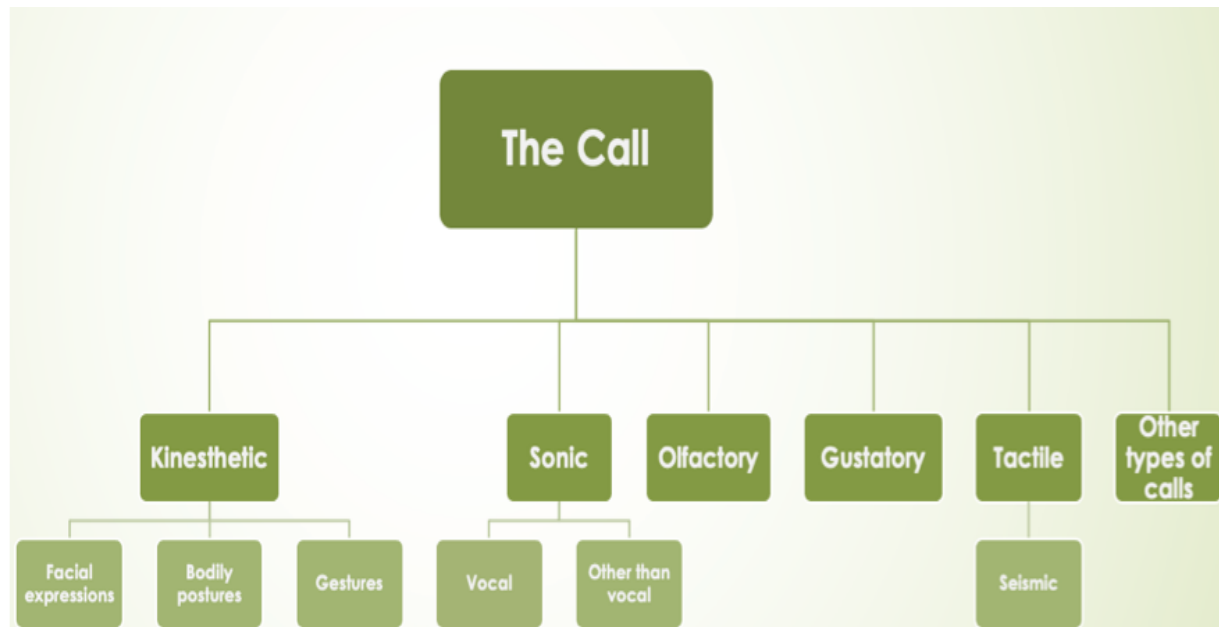 The Call
Kinesthetic
Sonic
Olfactory
Gustatory
Tactile
Other
types of
calls
Facial
expressions
Bodily
postures
Gestures
Vocal
Other than
vocal
Seismic